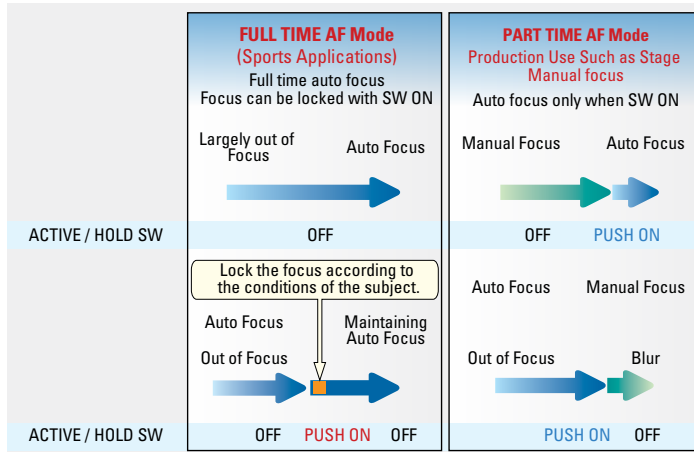 FULL TIME AF Mode
(Sports Applications)
Full time auto focus
Focus can be locked with SW ON
Largely out of
Focus
Auto Focus
ACTIVE / HOLD SW
OFF
Lock the focus according to
the conditions of the subject.
Auto Focus
Maintaining
Auto Focus
Out of Focus
ACTIVE / HOLD SW
OFF PUSH ON OFF
PART TIME AF Mode
Production Use Such as Stage
Manual focus
Auto focus only when SW ON
Manual Focus Auto Focus
OFF PUSH ON
Auto Focus Manual Focus
Out of Focus Blur
PUSH ON OFF